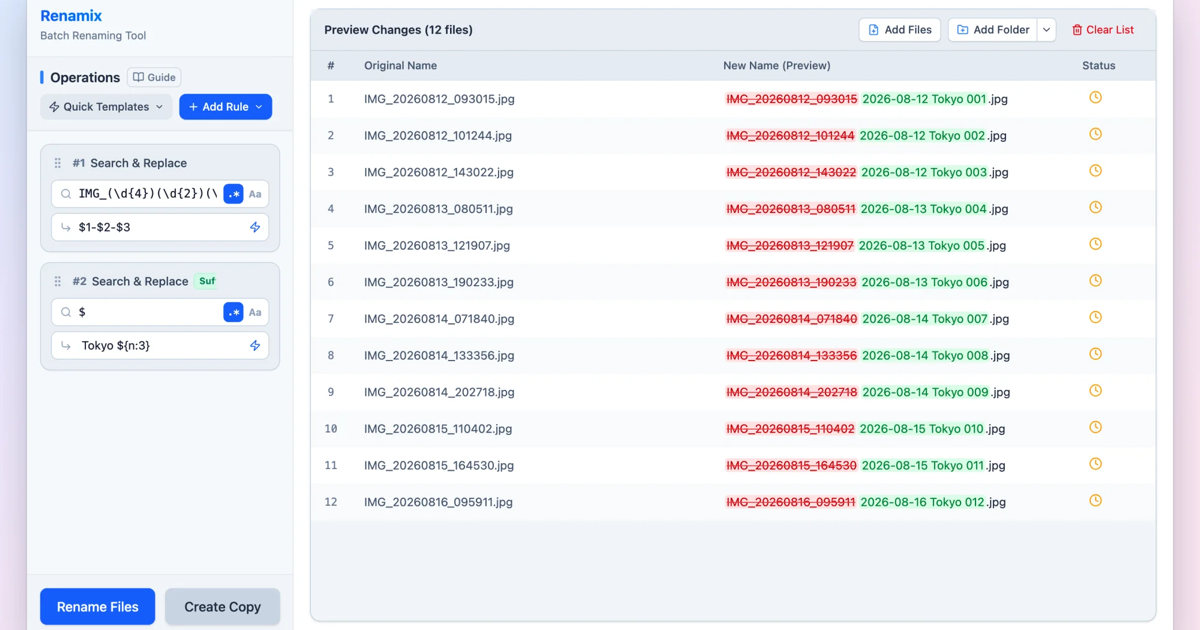 Renamix
Batch Renaming Tool
Operations Guide
Quick Templates + Add Rule
#1 Search & Replace
IMG_(\d{4})(\d{2})(\ .* Aa
$1-$2-$3
#2 Search & Replace Suf
$ .* Aa
Tokyo ${n:3}
Rename Files Create Copy
Preview Changes (12 files) Add Files Add Folder Clear List
# Original Name New Name (Preview) Status
1 IMG_20260812_093015.jpg IMG_20260812_093015 2026-08-12 Tokyo 001.jpg
2 IMG_20260812_101244.jpg IMG_20260812_101244 2026-08-12 Tokyo 002.jpg
3 IMG_20260812_143022.jpg IMG_20260812_143022 2026-08-12 Tokyo 003.jpg
4 IMG_20260813_080511.jpg IMG_20260813_080511 2026-08-13 Tokyo 004.jpg
5 IMG_20260813_121907.jpg IMG_20260813_121907 2026-08-13 Tokyo 005.jpg
6 IMG_20260813_190233.jpg IMG_20260813_190233 2026-08-13 Tokyo 006.jpg
7 IMG_20260814_071840.jpg IMG_20260814_071840 2026-08-14 Tokyo 007.jpg
8 IMG_20260814_133356.jpg IMG_20260814_133356 2026-08-14 Tokyo 008.jpg
9 IMG_20260814_202718.jpg IMG_20260814_202718 2026-08-14 Tokyo 009.jpg
10 IMG_20260815_110402.jpg IMG_20260815_110402 2026-08-15 Tokyo 010.jpg
11 IMG_20260815_164530.jpg IMG_20260815_164530 2026-08-15 Tokyo 011.jpg
12 IMG_20260816_095911.jpg IMG_20260816_095911 2026-08-16 Tokyo 012.jpg